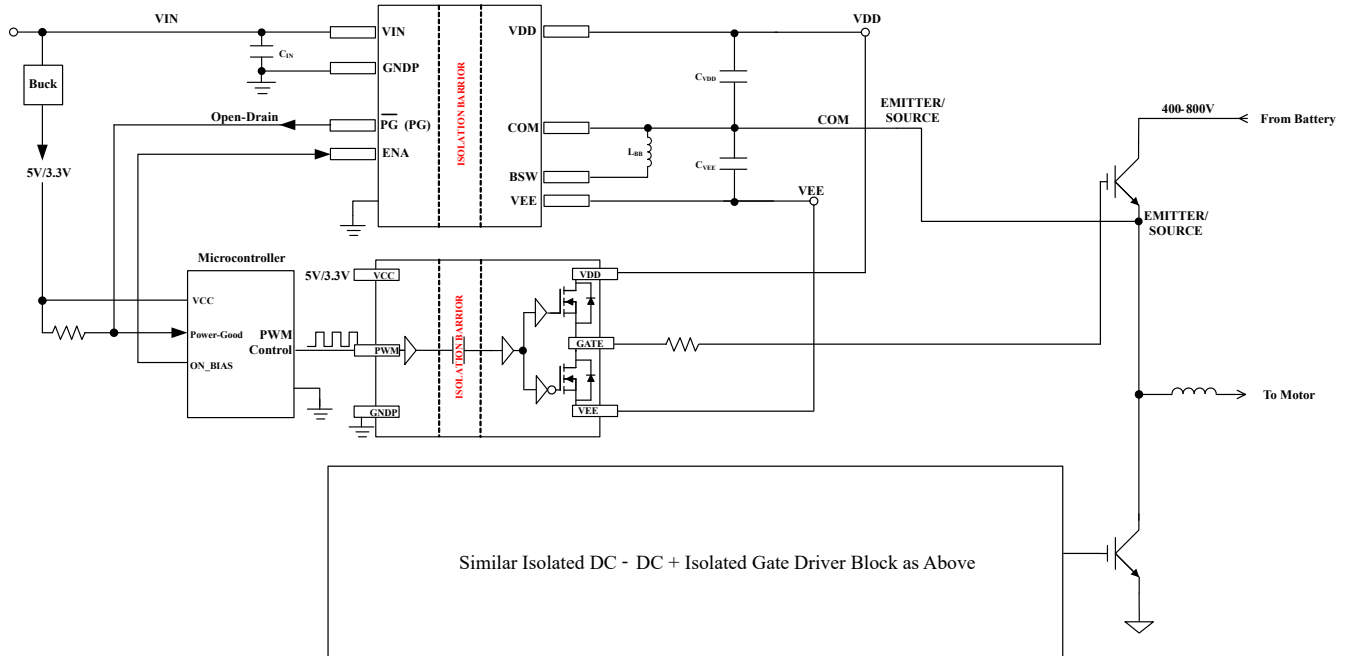 VIN
VDD
VIN
VDD
C_IN
GNDP
Buck
ISOLATION BARRIER
C_VDD
Open-Drain
PG (PG)
EMITTER/
SOURCE
400-800V
From Battery
COM
COM
ENA
L_BB
C_VEE
5V/3.3V
BSW
VEE
VEE
EMITTER/
SOURCE
Microcontroller
5V/3.3V
VCC
VDD
ISOLATION BARRIER
VCC
Power-Good
PWM
Control
ON_BIAS
PWM
GATE
GNDP
VEE
To Motor
Similar Isolated DC - DC + Isolated Gate Driver Block as Above